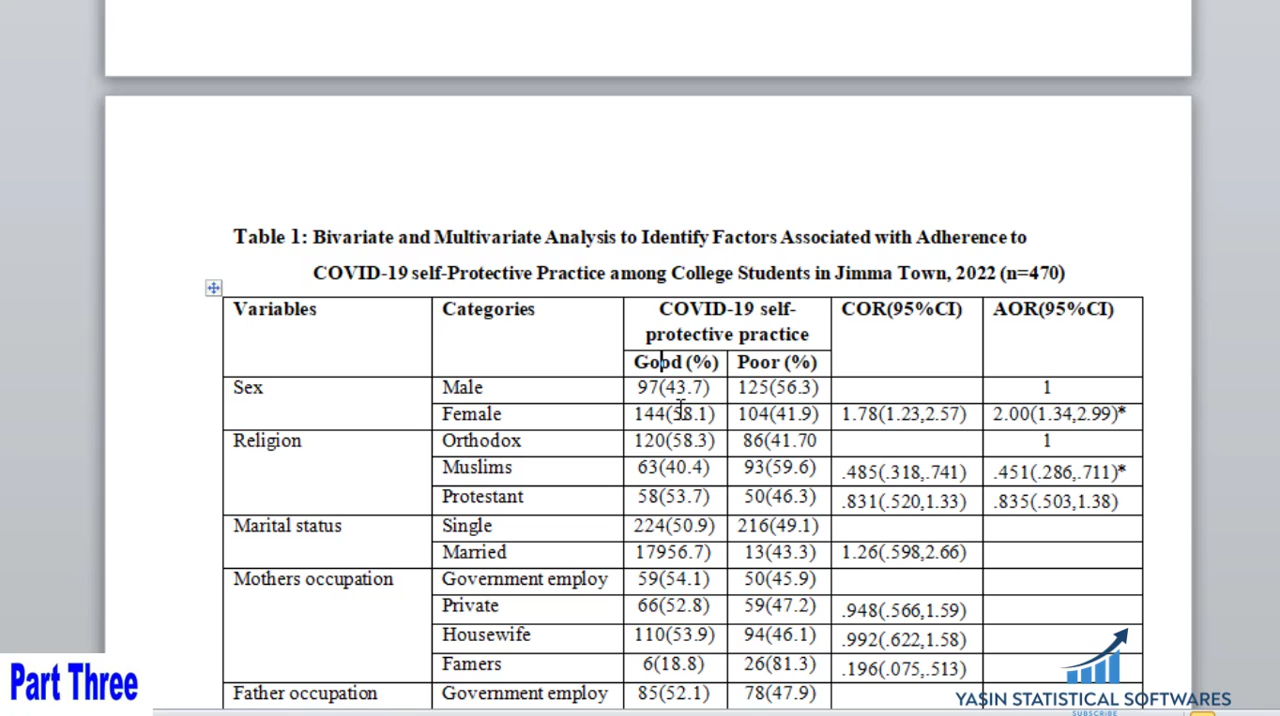 Table 1: Bivariate and Multivariate Analysis to Identify Factors Associated with Adherence to
COVID-19 self-Protective Practice among College Students in Jimma Town, 2022 (n=470)
Variables Categories COVID-19 self-protective practice COR(95%CI) AOR(95%CI)
Good (%) Poor (%)
Sex Male 97(43.7) 125(56.3) 1
Female 144(58.1) 104(41.9) 1.78(1.23,2.57) 2.00(1.34,2.99)*
Religion Orthodox 120(58.3) 86(41.70 1
Muslims 63(40.4) 93(59.6) .485(.318,.741) .451(.286,.711)*
Protestant 58(53.7) 50(46.3) .831(.520,1.33) .835(.503,1.38)
Marital status Single 224(50.9) 216(49.1)
Married 17956.7) 13(43.3) 1.26(.598,2.66)
Mothers occupation Government employ 59(54.1) 50(45.9)
Private 66(52.8) 59(47.2) .948(.566,1.59)
Housewife 110(53.9) 94(46.1) .992(.622,1.58)
Famers 6(18.8) 26(81.3) .196(.075,.513)
Father occupation Government employ 85(52.1) 78(47.9)
Part Three
YASIN STATISTICAL SOFTWARES
SUBSCRIBE